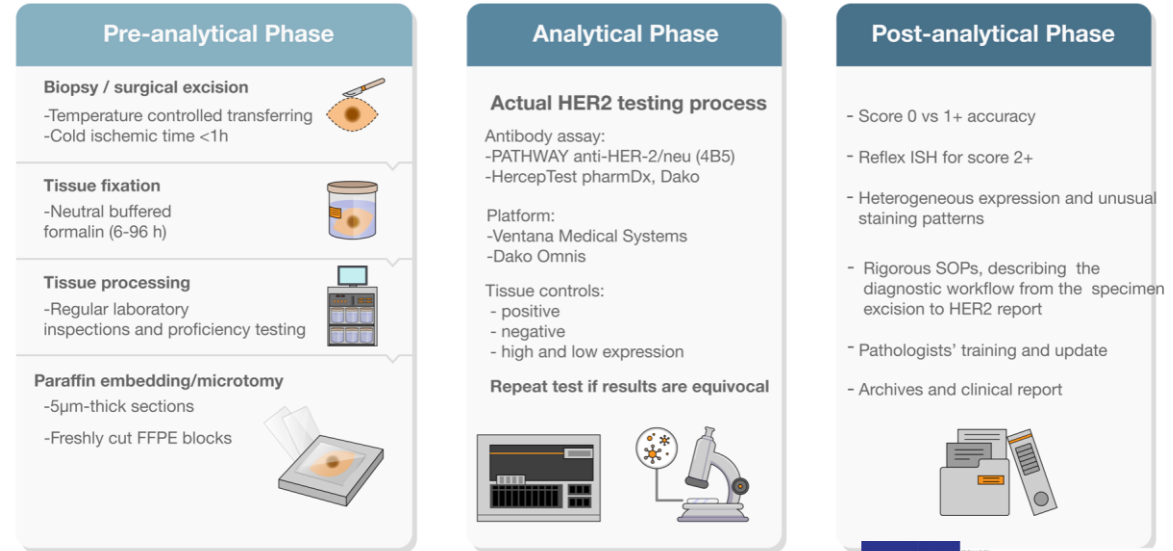 Pre-analytical Phase
Biopsy / surgical excision
-Temperature controlled transferring
-Cold ischemic time <1h
Tissue fixation
-Neutral buffered
formalin (6-96 h)
Tissue processing
-Regular laboratory
inspections and proficiency testing
Paraffin embedding/microtomy
-5μm-thick sections
-Freshly cut FFPE blocks
Analytical Phase
Actual HER2 testing process
Antibody assay:
-PATHWAY anti-HER-2/neu (4B5)
-HercepTest pharmDx, Dako
Platform:
-Ventana Medical Systems
-Dako Omnis
Tissue controls:
- positive
- negative
- high and low expression
Repeat test if results are equivocal
Post-analytical Phase
- Score 0 vs 1+ accuracy
- Reflex ISH for score 2+
- Heterogeneous expression and unusual
staining patterns
- Rigorous SOPs, describing the
diagnostic workflow from the specimen
excision to HER2 report
- Pathologists' training and update
- Archives and clinical report